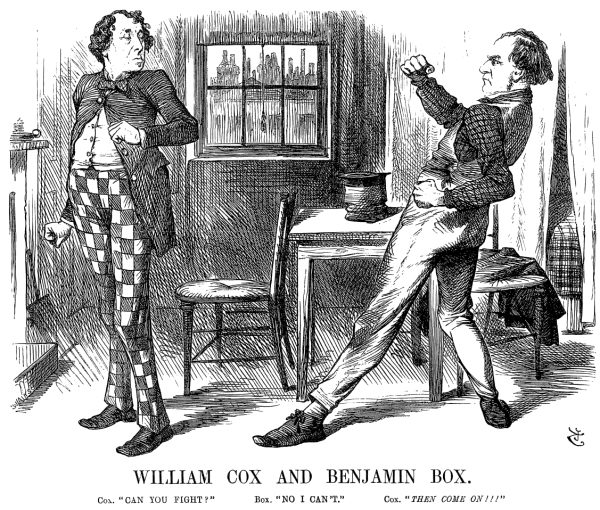 WILLIAM COX AND BENJAMIN BOX.
Cox. "CAN YOU FIGHT?" Box. "NO I CAN'T." Cox. "THEN COME ON!!!"